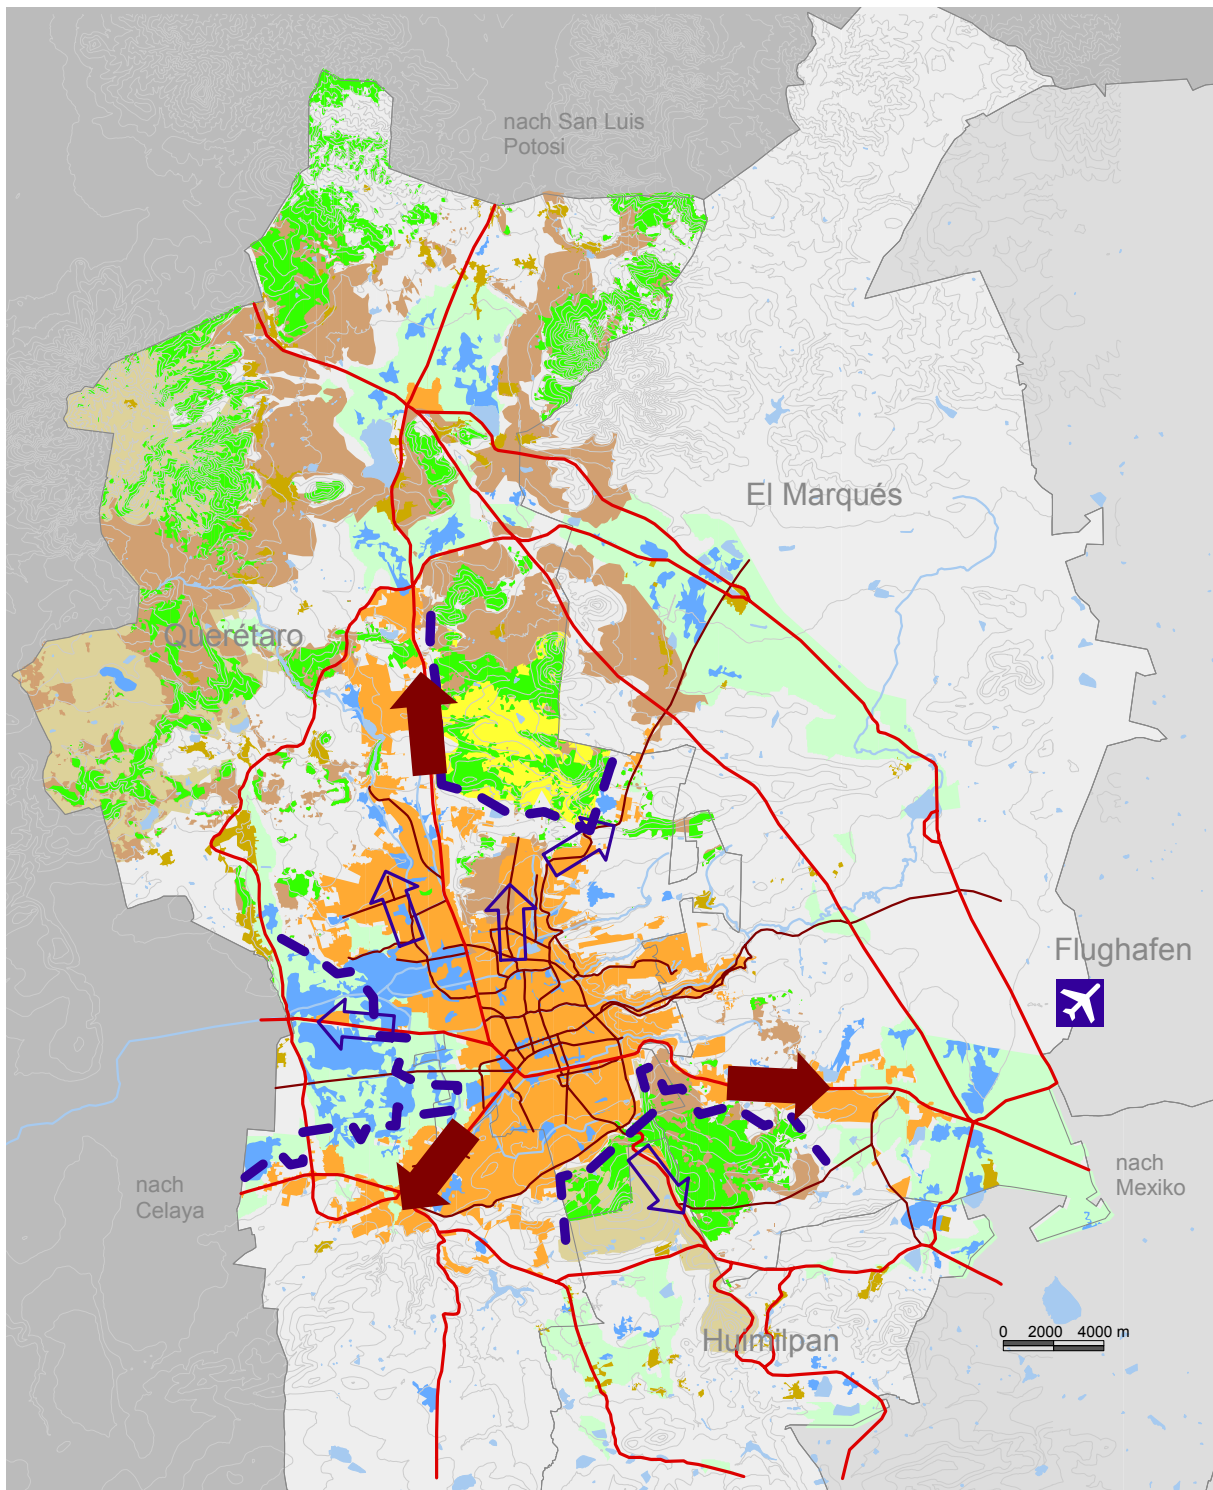 nach San Luis
Potosi
El Marqués
Querétaro
Flughafen
nach
Mexiko
nach
Celaya
0 2000 4000 m
Huimilpan